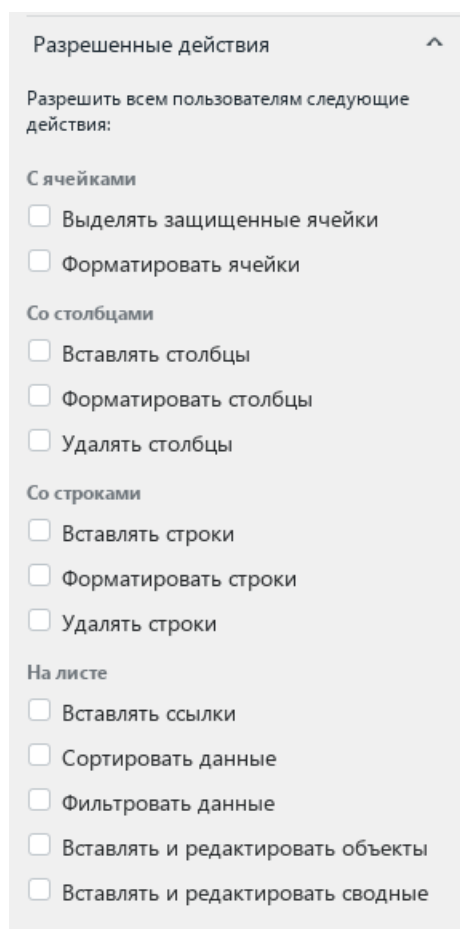 Разрешенные действия
Разрешить всем пользователям следующие
действия:
С ячейками
Выделять защищенные ячейки
Форматировать ячейки
Со столбцами
Вставлять столбцы
Форматировать столбцы
Удалять столбцы
Со строками
Вставлять строки
Форматировать строки
Удалять строки
На листе
Вставлять ссылки
Сортировать данные
Фильтровать данные
Вставлять и редактировать объекты
Вставлять и редактировать сводные